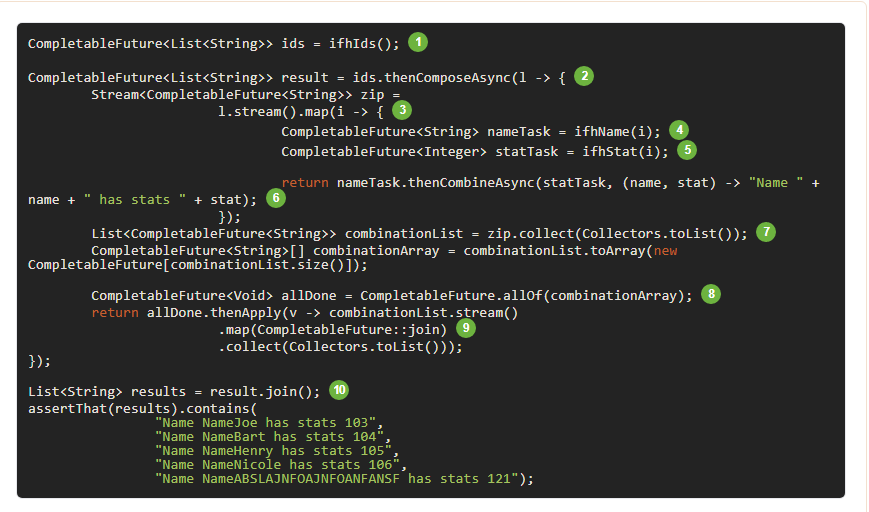 CompletableFuture<List<String>> ids = ifhIds(); 1
CompletableFuture<List<String>> result = ids.thenComposeAsync(l -> { 2
Stream<CompletableFuture<String>> zip =
l.stream().map(i -> { 3
CompletableFuture<String> nameTask = ifhName(i); 4
CompletableFuture<Integer> statTask = ifhStat(i); 5
return nameTask.thenCombineAsync(statTask, (name, stat) -> "Name " +
name + " has stats " + stat); 6
});
List<CompletableFuture<String>> combinationList = zip.collect(Collectors.toList()); 7
CompletableFuture<String>[] combinationArray = combinationList.toArray(new
CompletableFuture[combinationList.size()]);
CompletableFuture<Void> allDone = CompletableFuture.allOf(combinationArray); 8
return allDone.thenApply(v -> combinationList.stream()
.map(CompletableFuture::join) 9
.collect(Collectors.toList()));
});
List<String> results = result.join(); 10
assertThat(results).contains(
"Name NameJoe has stats 103",
"Name NameBart has stats 104",
"Name NameHenry has stats 105",
"Name NameNicole has stats 106",
"Name NameABSLAJNFOAJNFOANFANSF has stats 121");